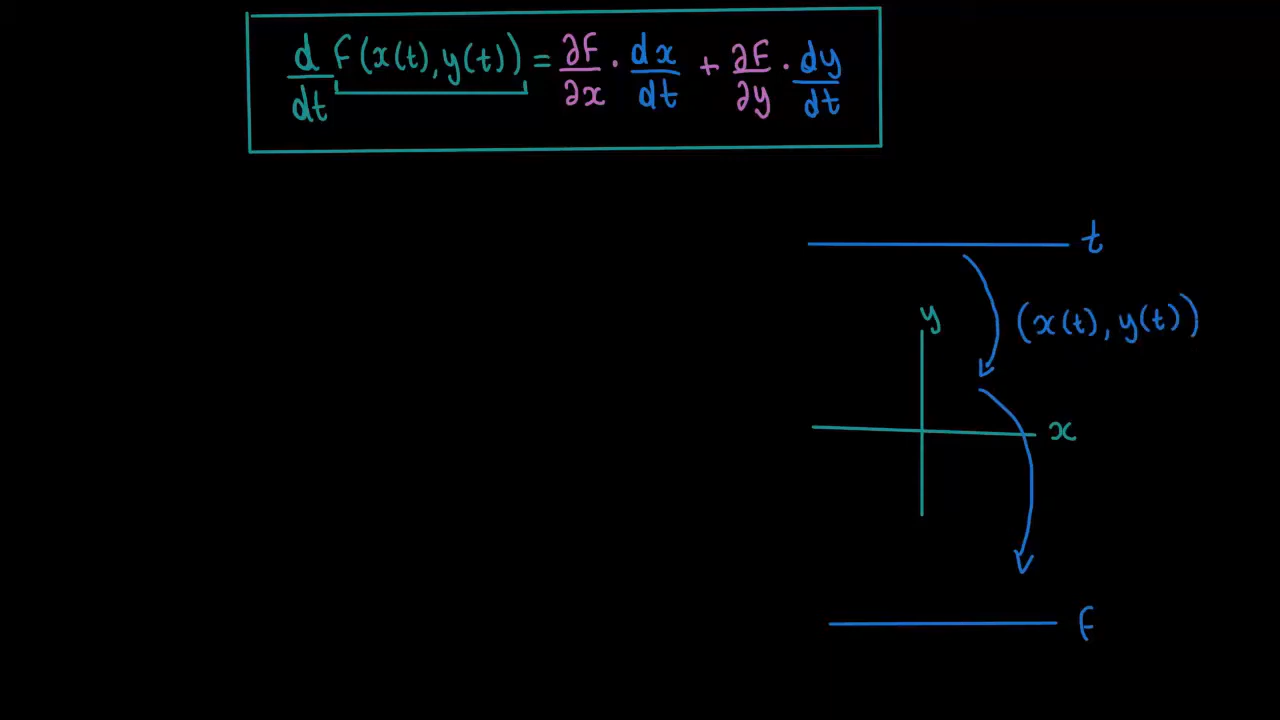 d/dt f(x(t), y(t)) = ∂F/∂x · dx/dt + ∂F/∂y · dy/dt
t
y
(x(t), y(t))
x
f